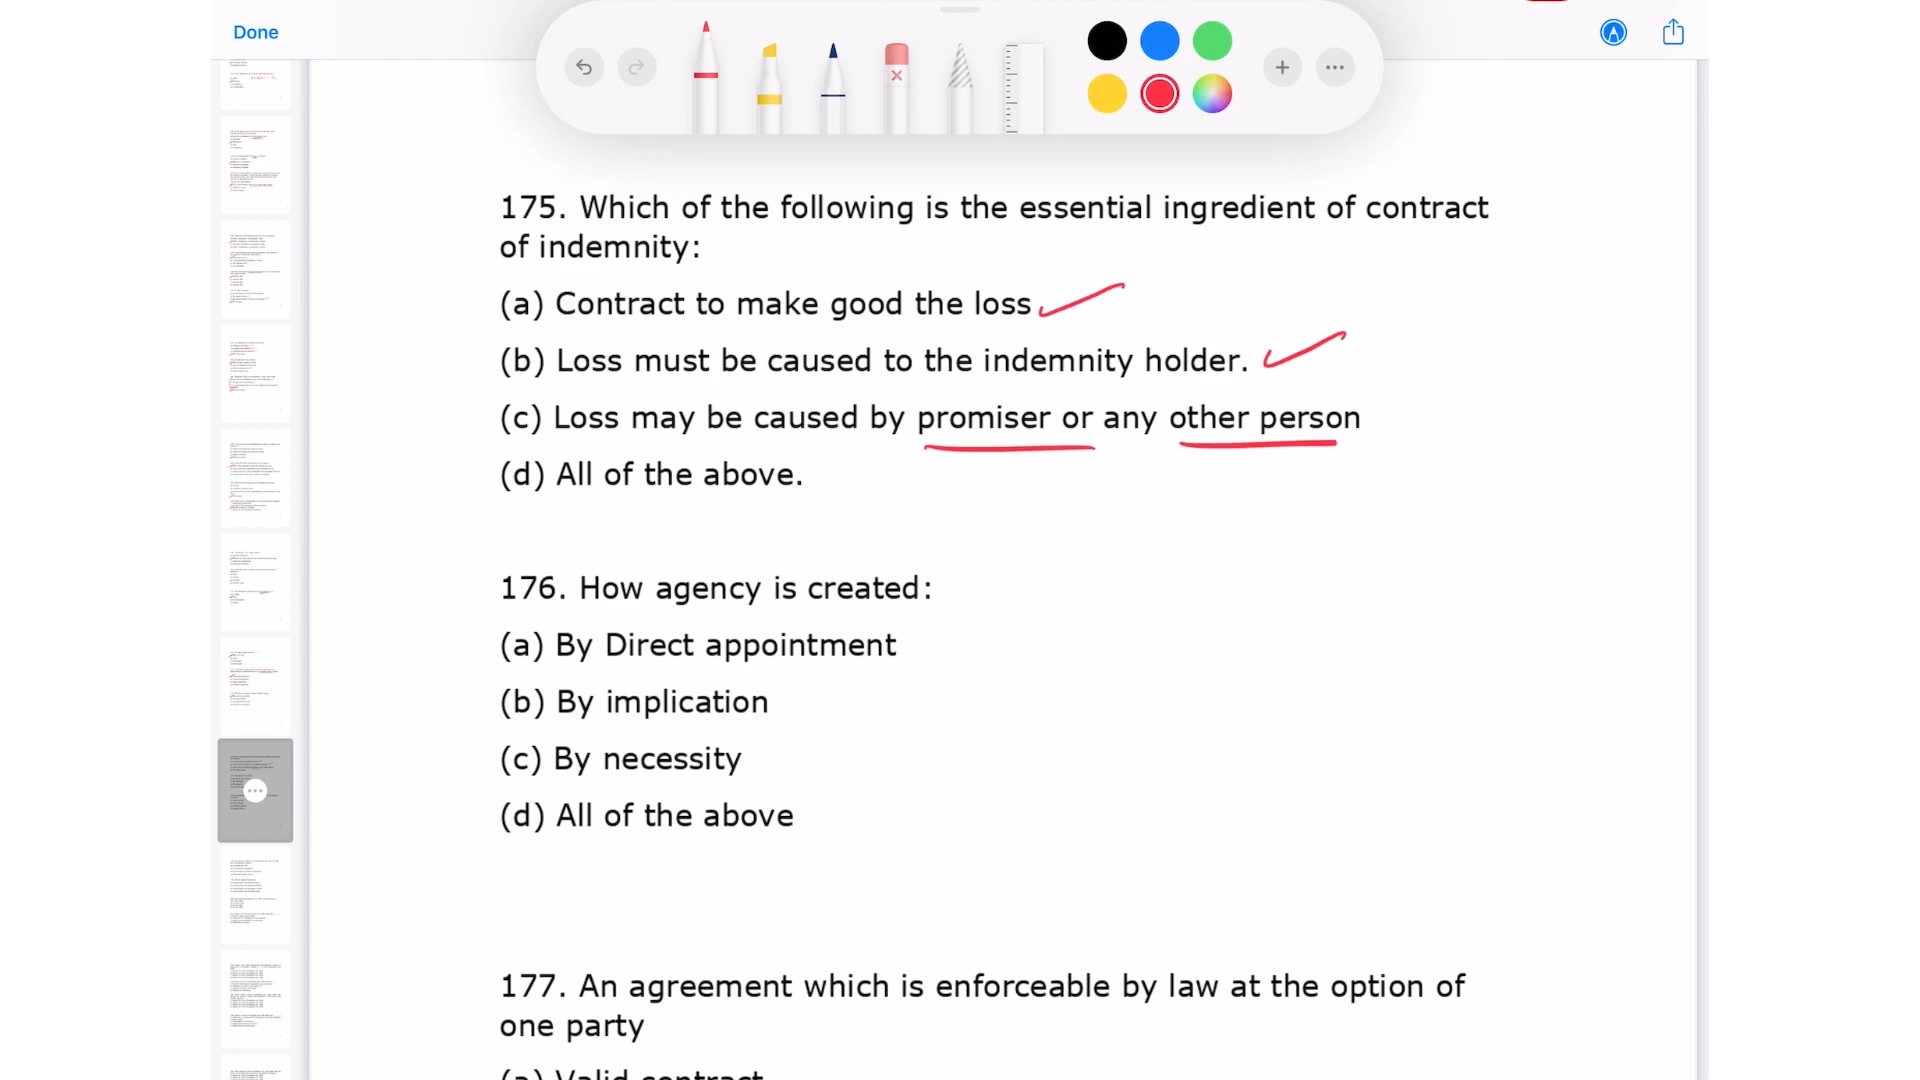 Done
175. Which of the following is the essential ingredient of contract
of indemnity:
(a) Contract to make good the loss
(b) Loss must be caused to the indemnity holder.
(c) Loss may be caused by promiser or any other person
(d) All of the above.
176. How agency is created:
(a) By Direct appointment
(b) By implication
(c) By necessity
(d) All of the above
177. An agreement which is enforceable by law at the option of
one party
(a) Valid contract